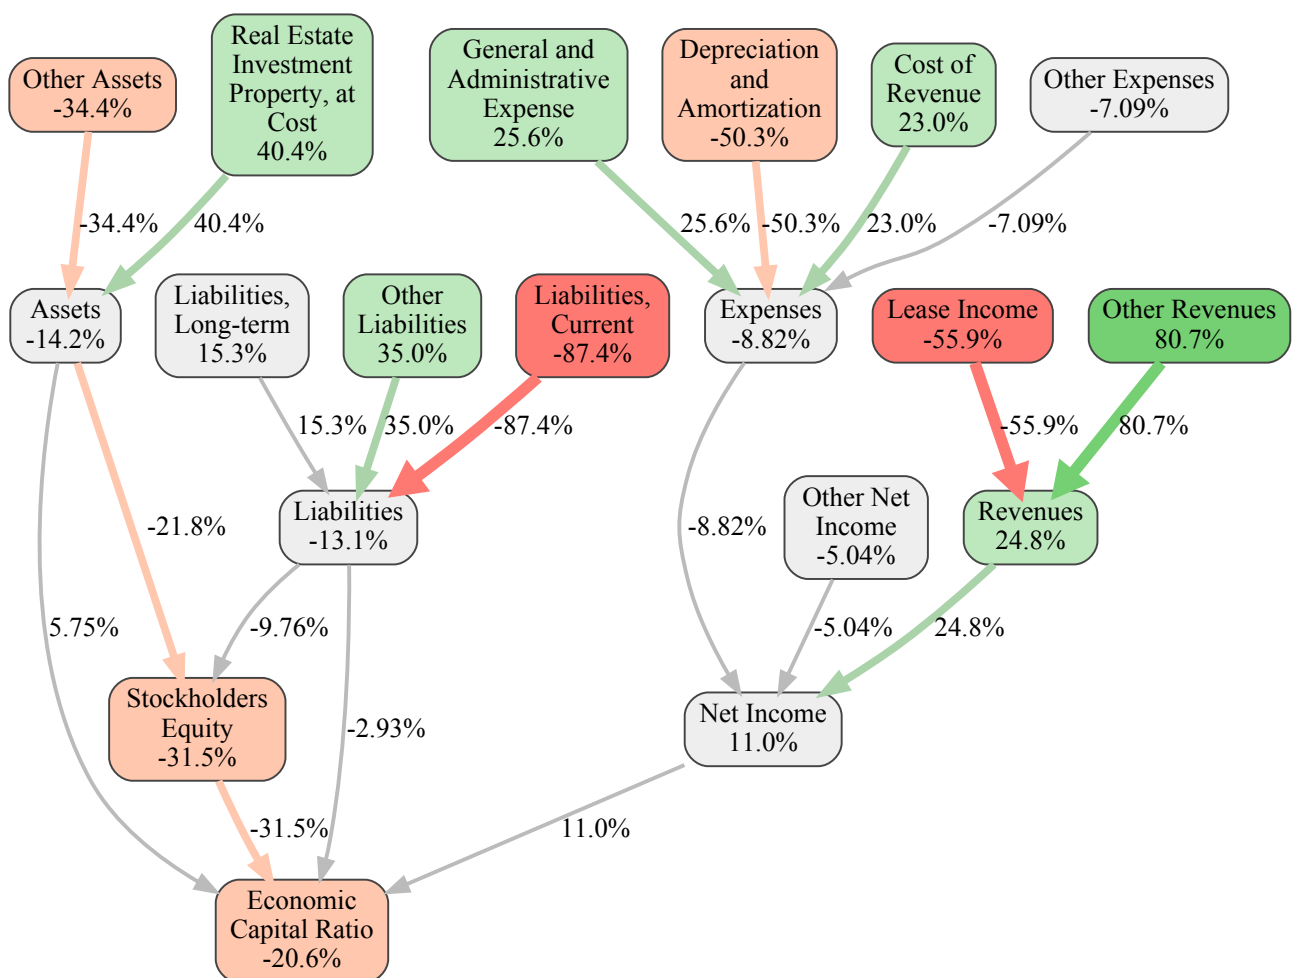 Other Assets
-34.4%
Real Estate
Investment
Property, at
Cost
40.4%
General and
Administrative
Expense
25.6%
Depreciation
and
Amortization
-50.3%
Cost of
Revenue
23.0%
Other Expenses
-7.09%
-34.4%
40.4%
25.6%
-50.3%
23.0%
-7.09%
Assets
-14.2%
Liabilities,
Long-term
15.3%
Other
Liabilities
35.0%
Liabilities,
Current
-87.4%
Expenses
-8.82%
Lease Income
-55.9%
Other Revenues
80.7%
15.3%
35.0%
-87.4%
-55.9%
80.7%
-21.8%
Liabilities
-13.1%
-8.82%
Other Net
Income
-5.04%
Revenues
24.8%
5.75%
-9.76%
-5.04%
24.8%
Stockholders
Equity
-31.5%
-2.93%
Net Income
11.0%
-31.5%
11.0%
Economic
Capital Ratio
-20.6%